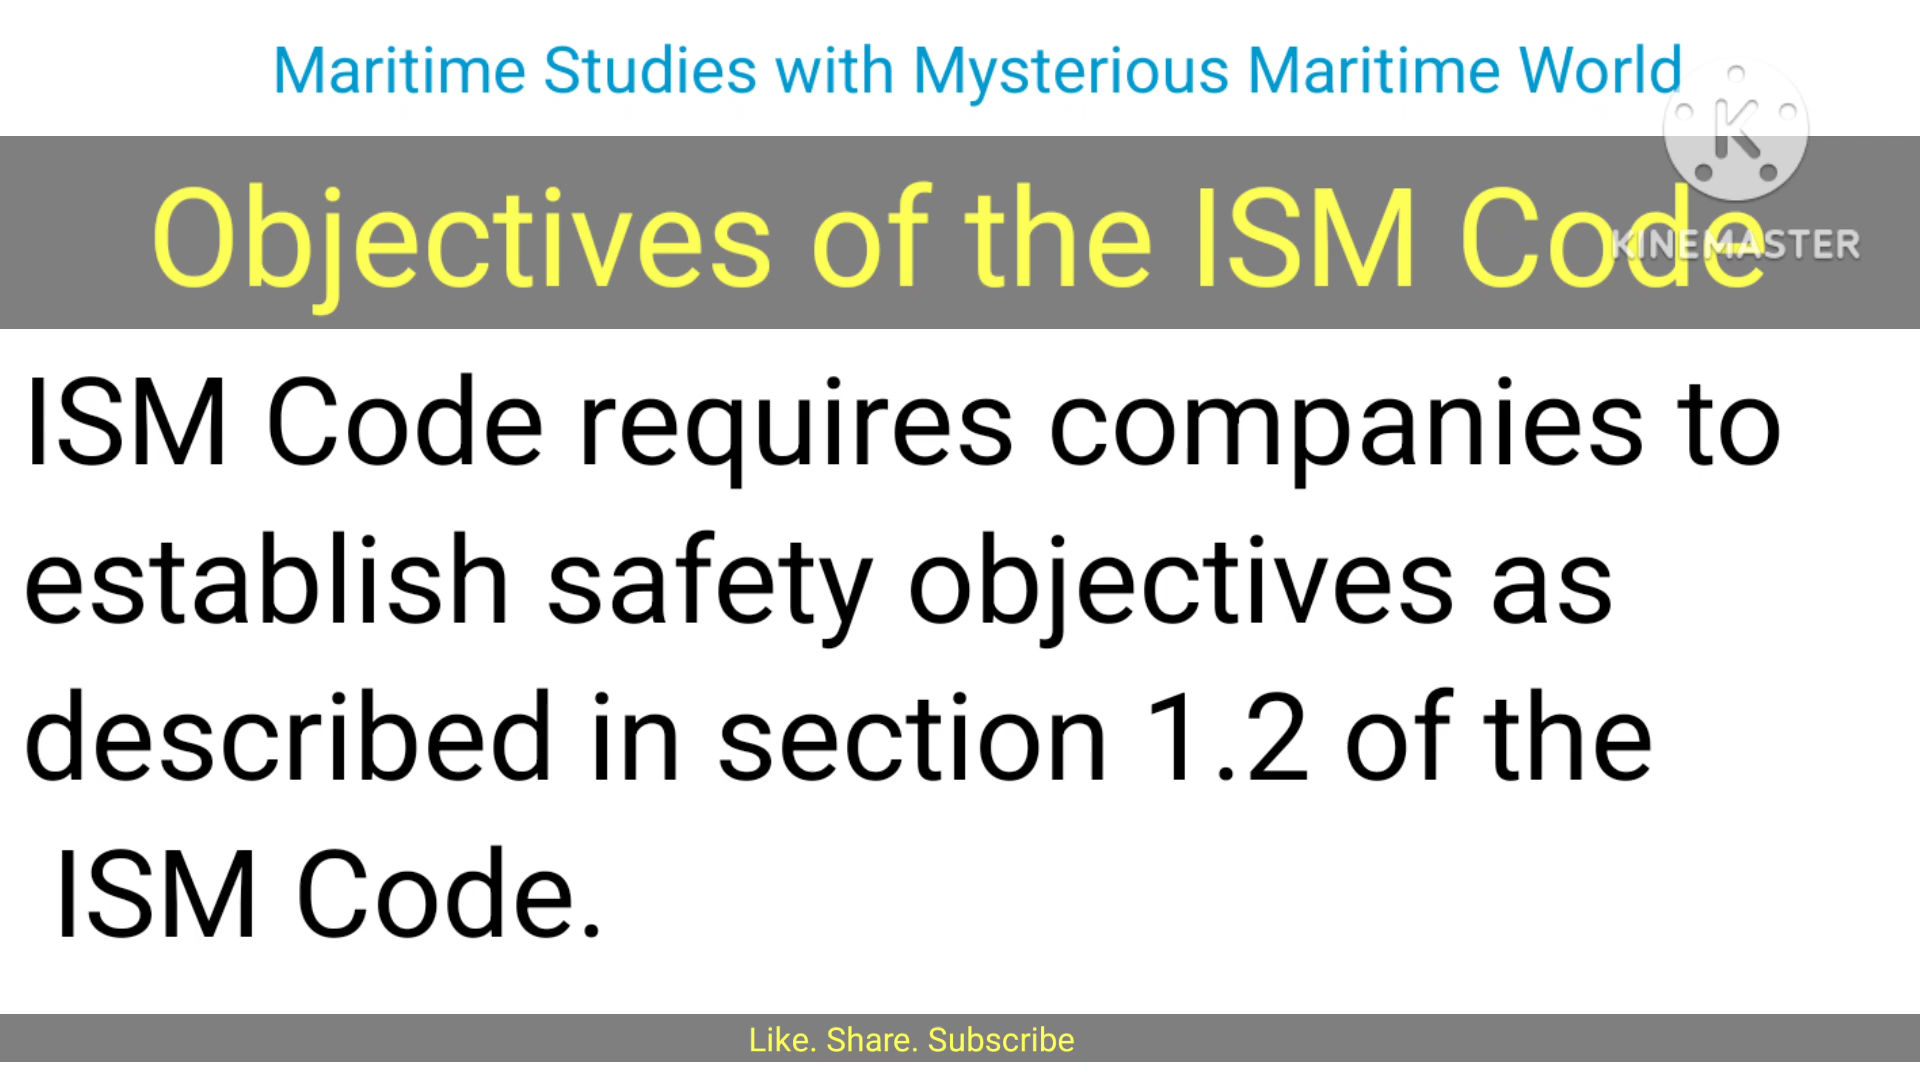 Maritime Studies with Mysterious Maritime World
K
Objectives of the ISM Code
KINEMASTER
ISM Code requires companies to
establish safety objectives as
described in section 1.2 of the
ISM Code.
Like. Share. Subscribe